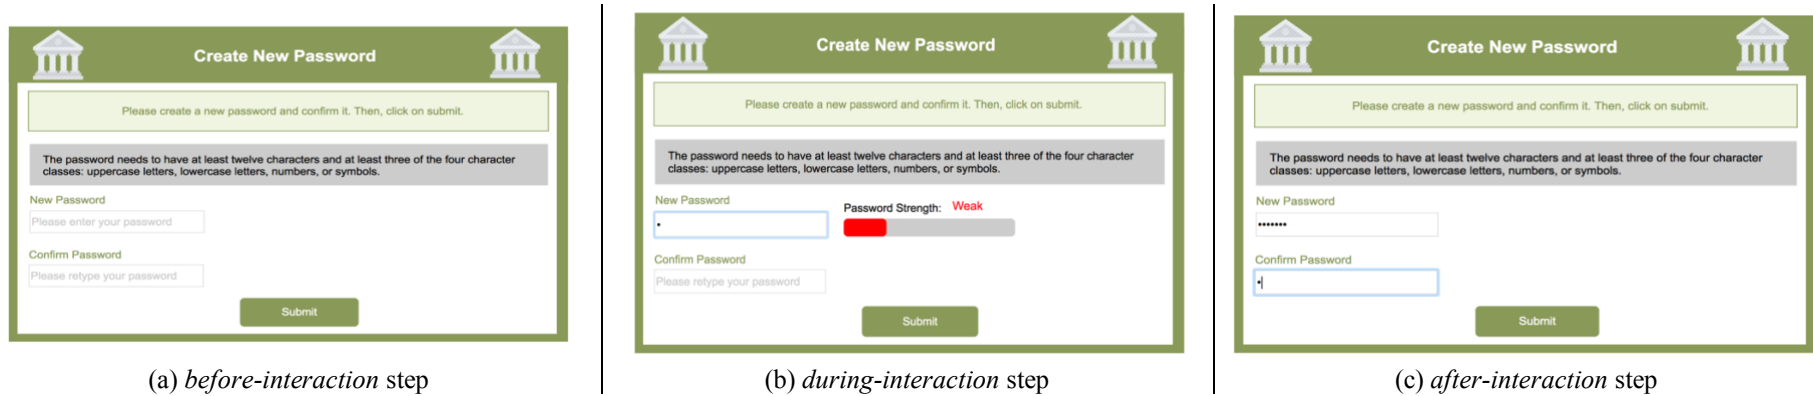 Create New Password
Please create a new password and confirm it. Then, click on submit.
The password needs to have at least twelve characters and at least three of the four character
classes: uppercase letters, lowercase letters, numbers, or symbols.
New Password
Please enter your password
Confirm Password
Please retype your password
Submit
(a) before-interaction step
Create New Password
Please create a new password and confirm it. Then, click on submit.
The password needs to have at least twelve characters and at least three of the four character
classes: uppercase letters, lowercase letters, numbers, or symbols.
New Password
•
Password Strength: Weak
Confirm Password
Please retype your password
Submit
(b) during-interaction step
Create New Password
Please create a new password and confirm it. Then, click on submit.
The password needs to have at least twelve characters and at least three of the four character
classes: uppercase letters, lowercase letters, numbers, or symbols.
New Password
•••••••
Confirm Password
•
Submit
(c) after-interaction step